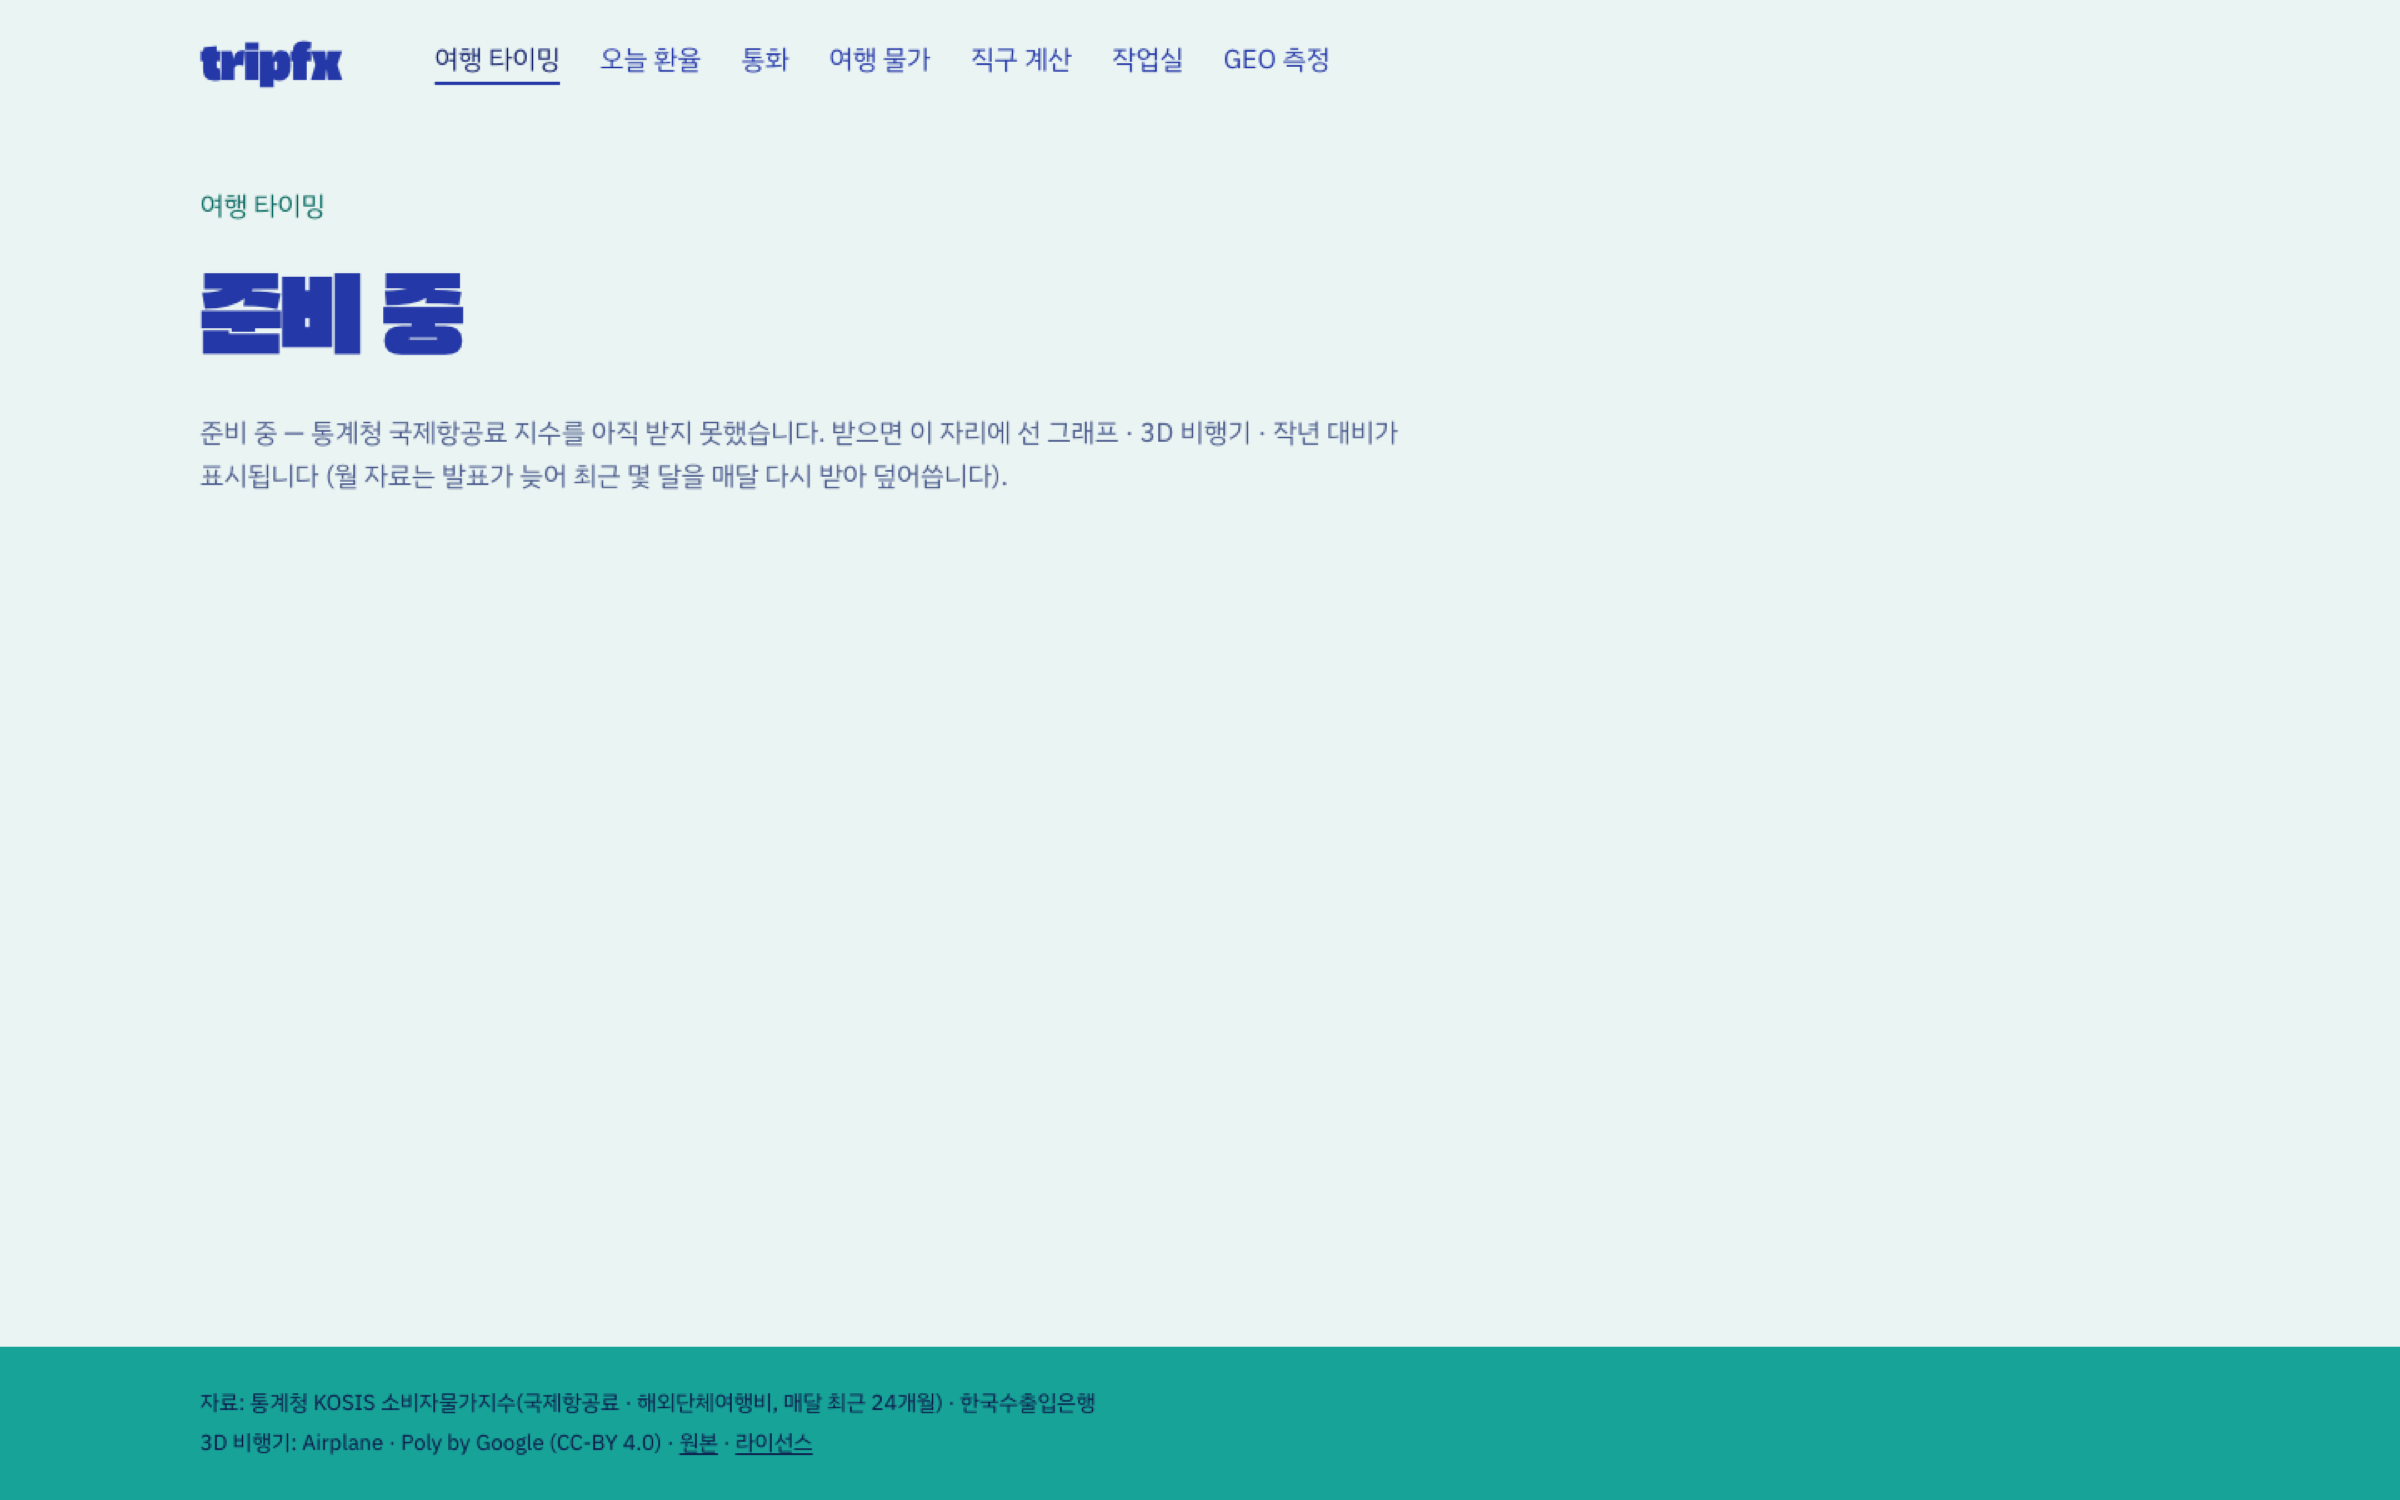 tripfx
여행 타이밍 오늘 환율 통화 여행 물가 직구 계산 작업실 GEO 측정
여행 타이밍
준비 중
준비 중 — 통계청 국제항공료 지수를 아직 받지 못했습니다. 받으면 이 자리에 선 그래프 · 3D 비행기 · 작년 대비가
표시됩니다 (월 자료는 발표가 늦어 최근 몇 달을 매달 다시 받아 덮어씁니다).
자료: 통계청 KOSIS 소비자물가지수(국제항공료 · 해외단체여행비, 매달 최근 24개월) · 한국수출입은행
3D 비행기: Airplane · Poly by Google (CC-BY 4.0) · 원본 · 라이선스